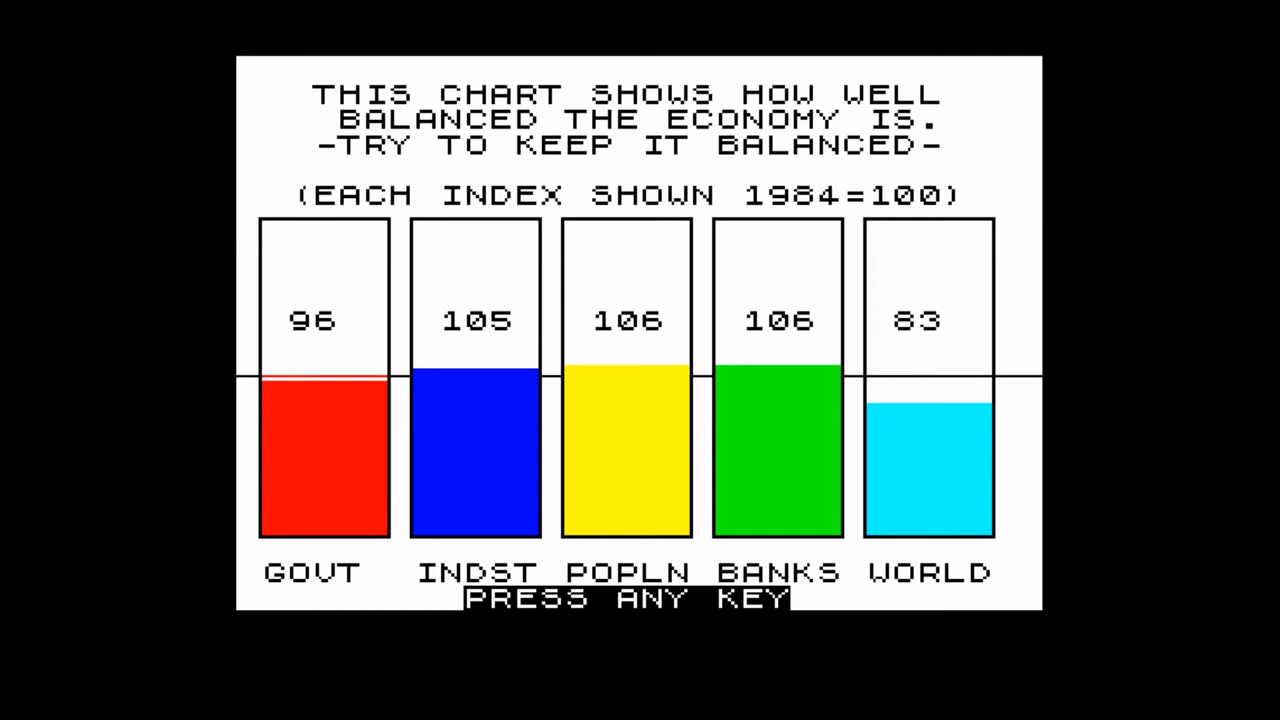 THIS CHART SHOWS HOW WELL
BALANCED THE ECONOMY IS.
-TRY TO KEEP IT BALANCED-
(EACH INDEX SHOWN 1984=100)
96 105 106 106 83
GOVT INDST POPLN BANKS WORLD
PRESS ANY KEY